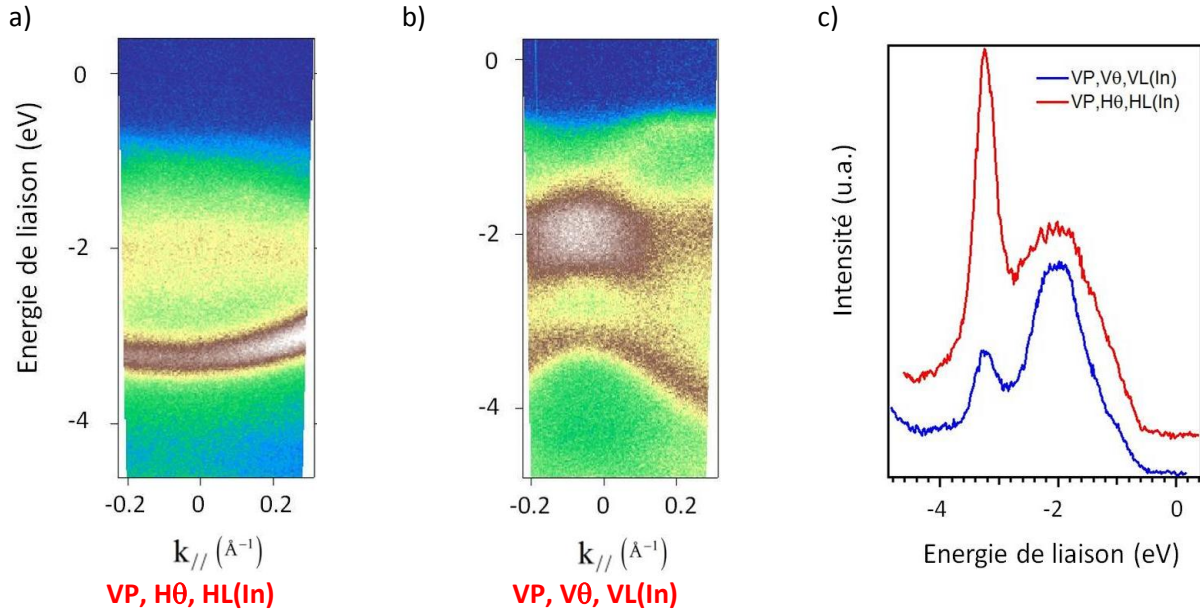 a)
b)
c)
Energie de liaison (eV)
0
-2
-4
-0.2
0
0.2
k// (Å⁻¹)
VP, Hθ, HL(In)
0
-2
-4
-0.2
0
0.2
k// (Å⁻¹)
VP, Vθ, VL(In)
Intensité (u.a.)
VP,Vθ,VL(In)
VP,Hθ,HL(In)
-4
-2
0
Energie de liaison (eV)